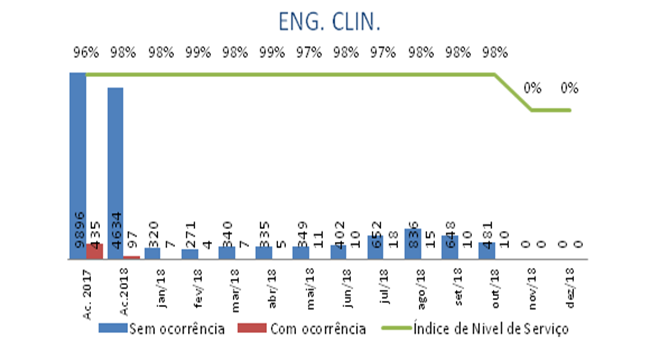 ENG. CLIN.
96% 98% 98% 99% 98% 99% 97% 98% 97% 98% 98% 98% 0% 0%
9896 435 4634 97 320 7 271 4 340 7 335 5 349 11 402 10 652 18 836 15 648 10 481 10 0 0 0 0
Ac. 2017 Ac.2018 jan/18 fev/18 mar/18 abr/18 mai/18 jun/18 jul/18 ago/18 set/18 out/18 nov/18 dez/18
Sem ocorrência Com ocorrência Índice de Nivel de Serviço